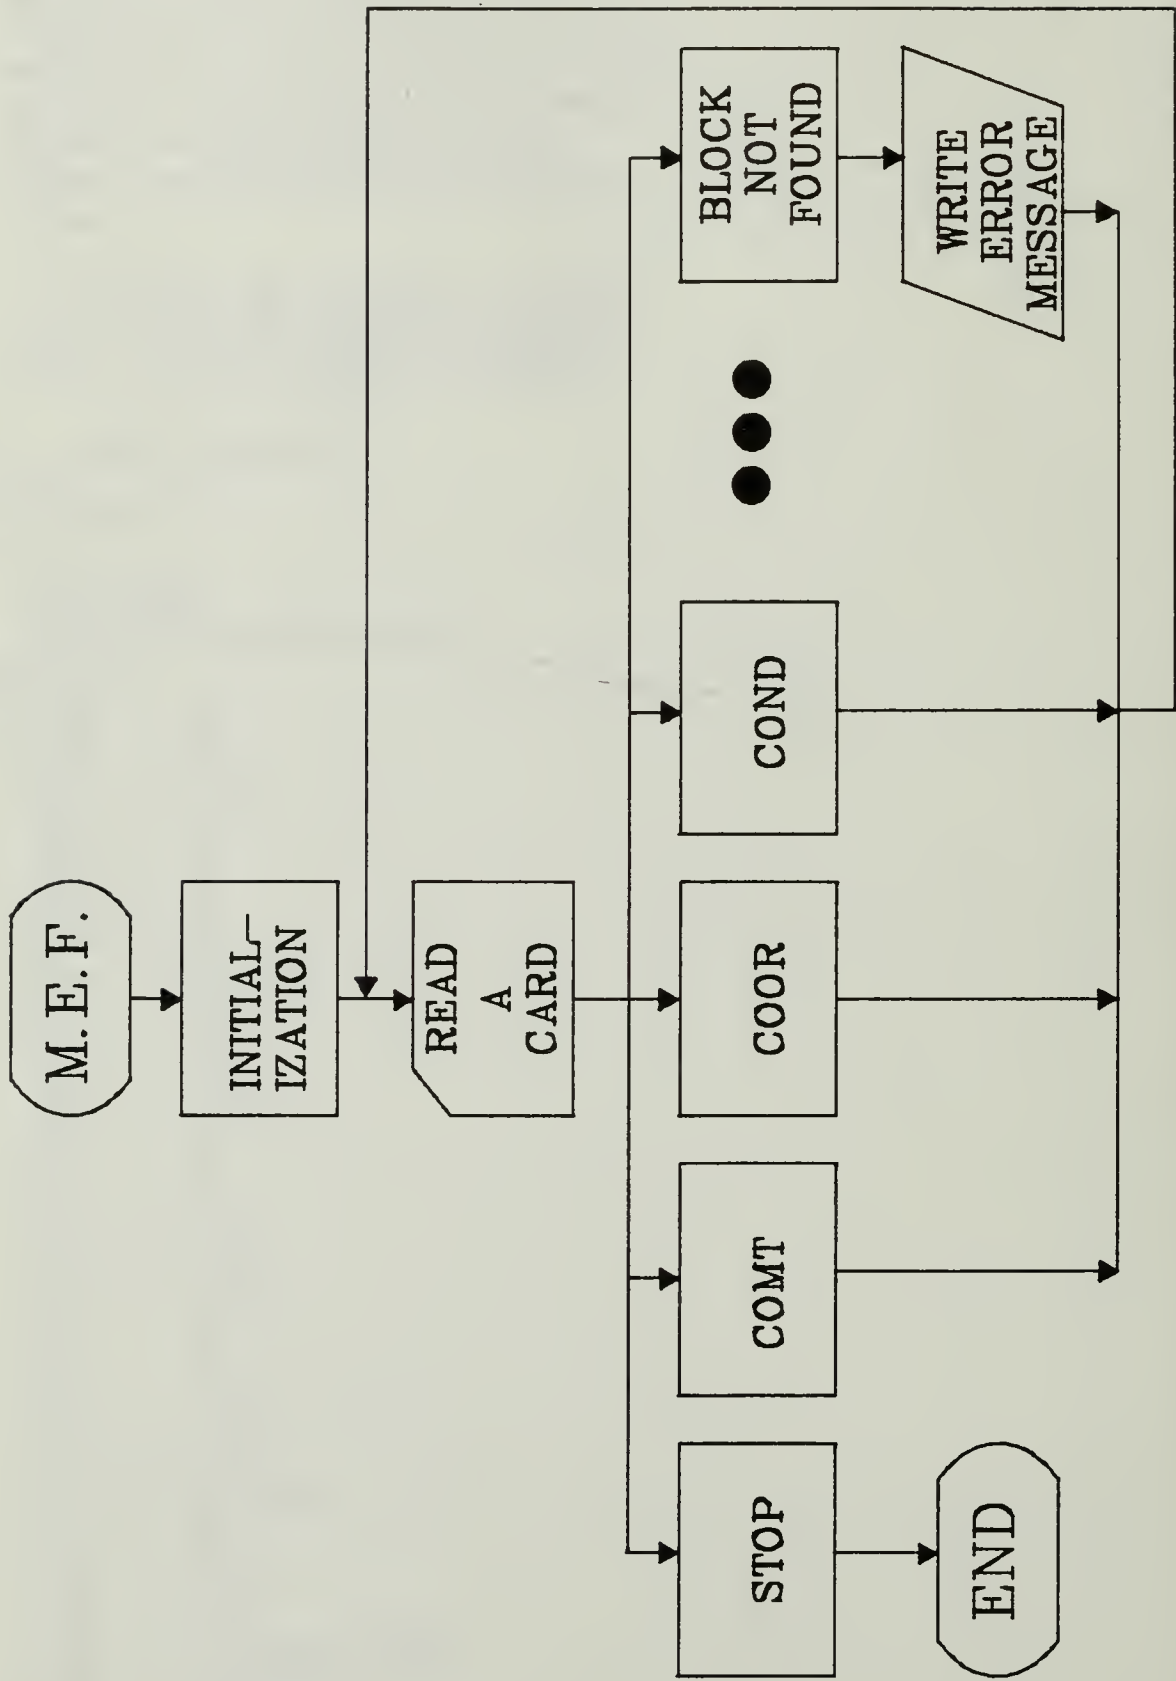 M.E.F.
INITIAL-
IZATION
READ
A
CARD
STOP
COMT
COOR
COND
BLOCK
NOT
FOUND
WRITE
ERROR
MESSAGE
END